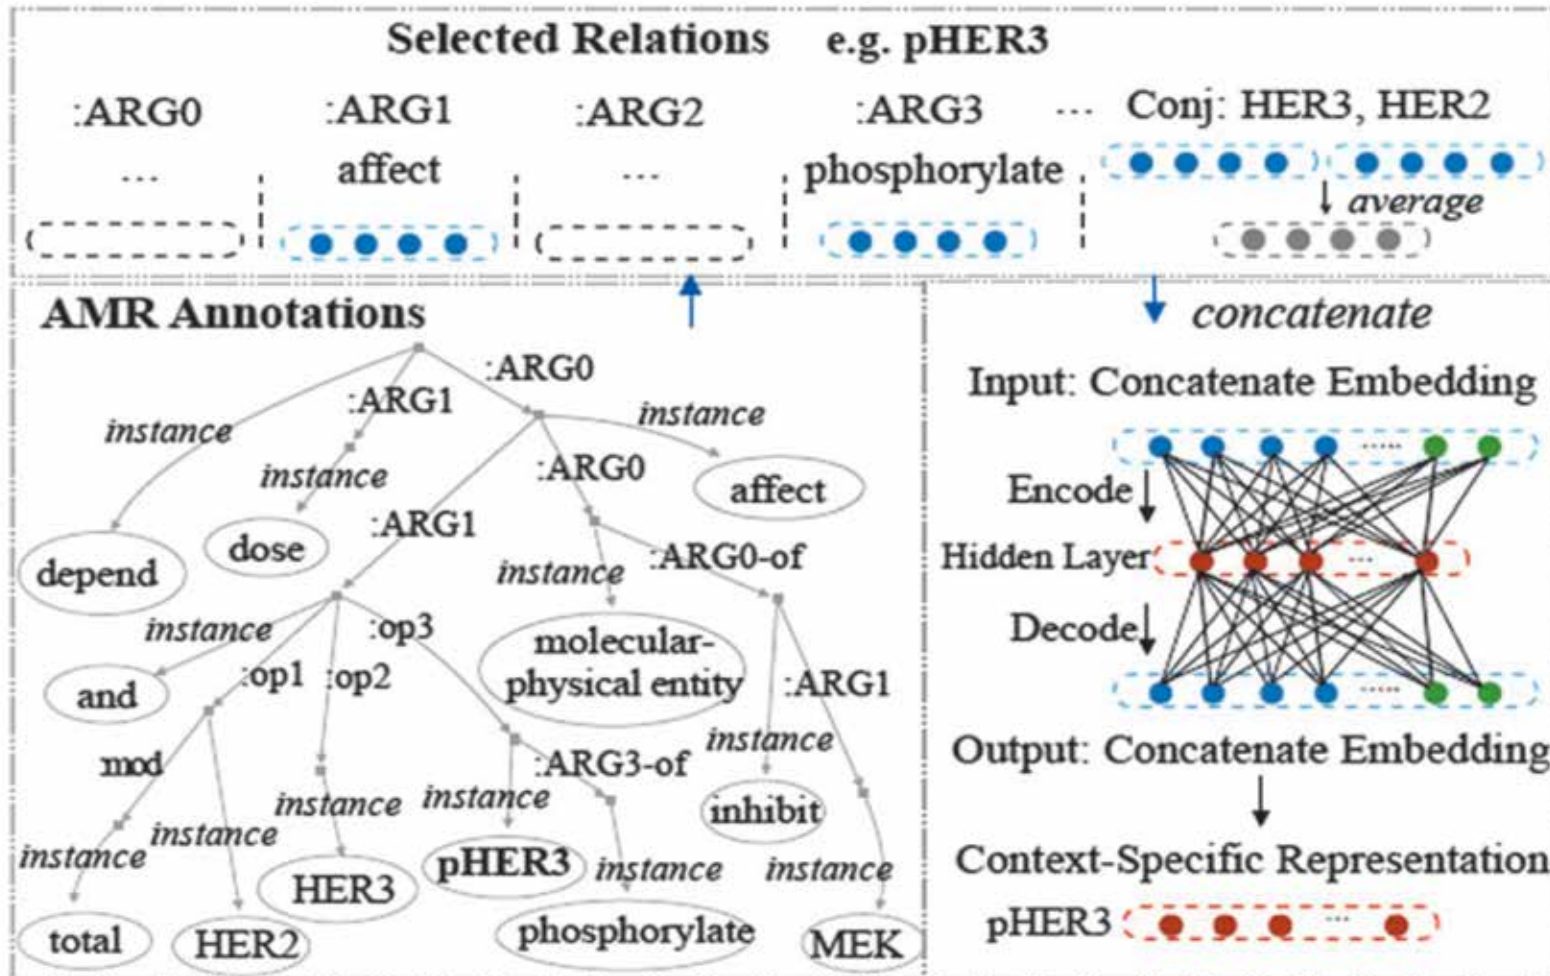 Selected Relations e.g. pHER3
:ARG0 :ARG1 :ARG2 :ARG3 ... Conj: HER3, HER2
... affect ... phosphorylate
average
AMR Annotations
concatenate
:ARG0
:ARG1
instance
instance
instance
:ARG0
affect
:ARG1
depend
dose
instance
:ARG0-of
instance
:op3
molecular-
physical entity
and
:op1
:op2
:ARG1
mod
instance
:ARG3-of
instance
instance
inhibit
instance
instance
pHER3
instance
instance
HER3
total
HER2
phosphorylate
MEK
Input: Concatenate Embedding
.....
Encode
Hidden Layer
...
Decode
.....
Output: Concatenate Embedding
Context-Specific Representation
pHER3 ...